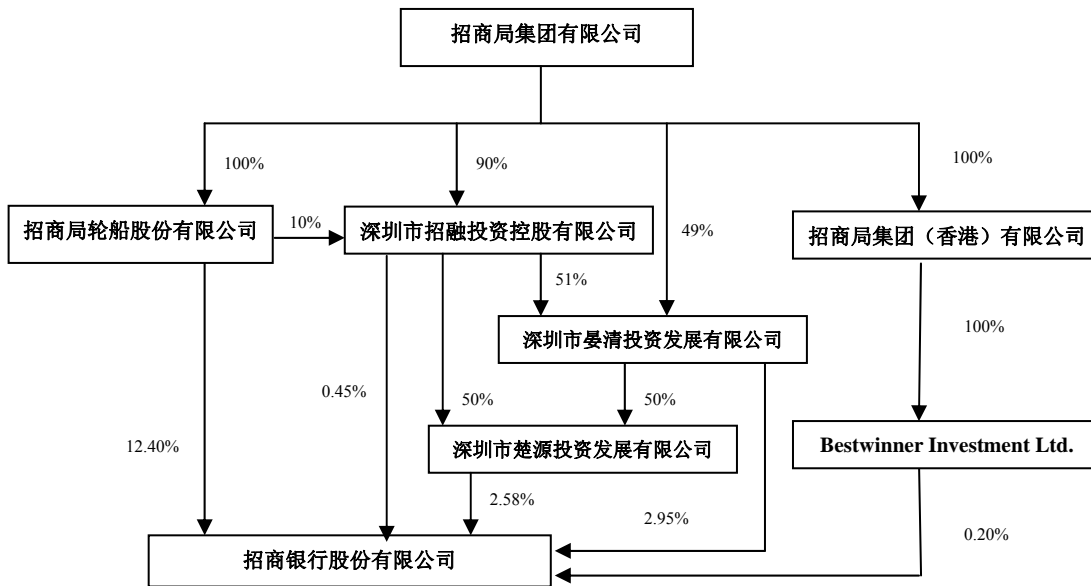 招商局集团有限公司
100%
90%
100%
招商局轮船股份有限公司
10%
深圳市招融投资控股有限公司
49%
招商局集团（香港）有限公司
51%
深圳市晏清投资发展有限公司
100%
0.45%
50%
50%
12.40%
深圳市楚源投资发展有限公司
Bestwinner Investment Ltd.
2.58%
2.95%
0.20%
招商银行股份有限公司